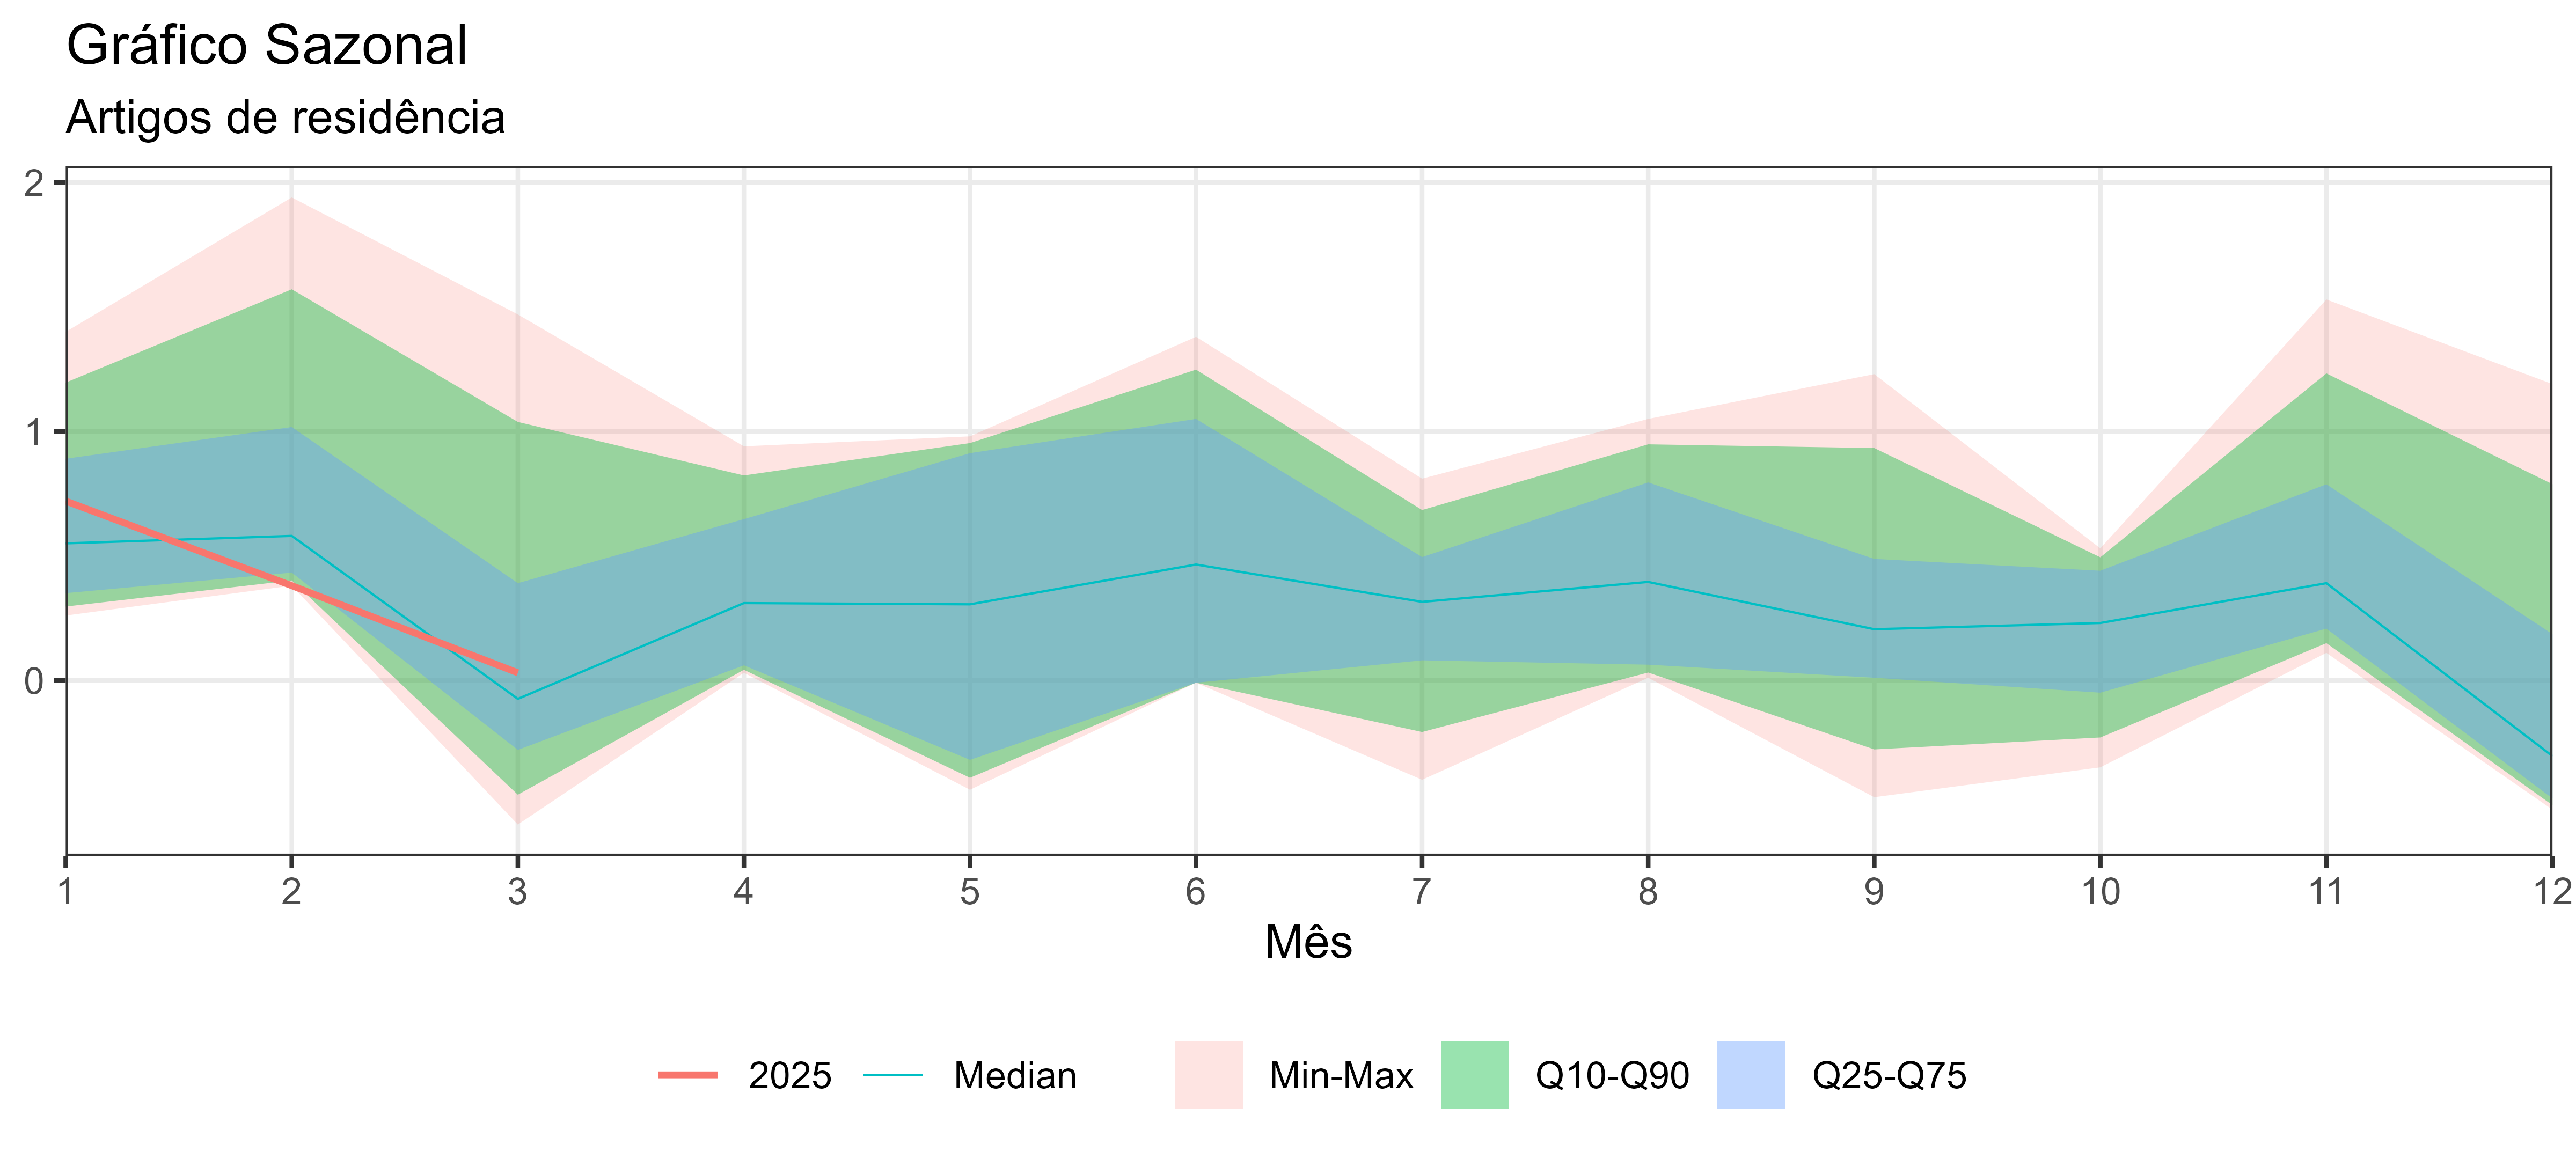 Gráfico Sazonal
Artigos de residência
2
1
0
1 2 3 4 5 6 7 8 9 10 11 12
Mês
2025 Median Min-Max Q10-Q90 Q25-Q75